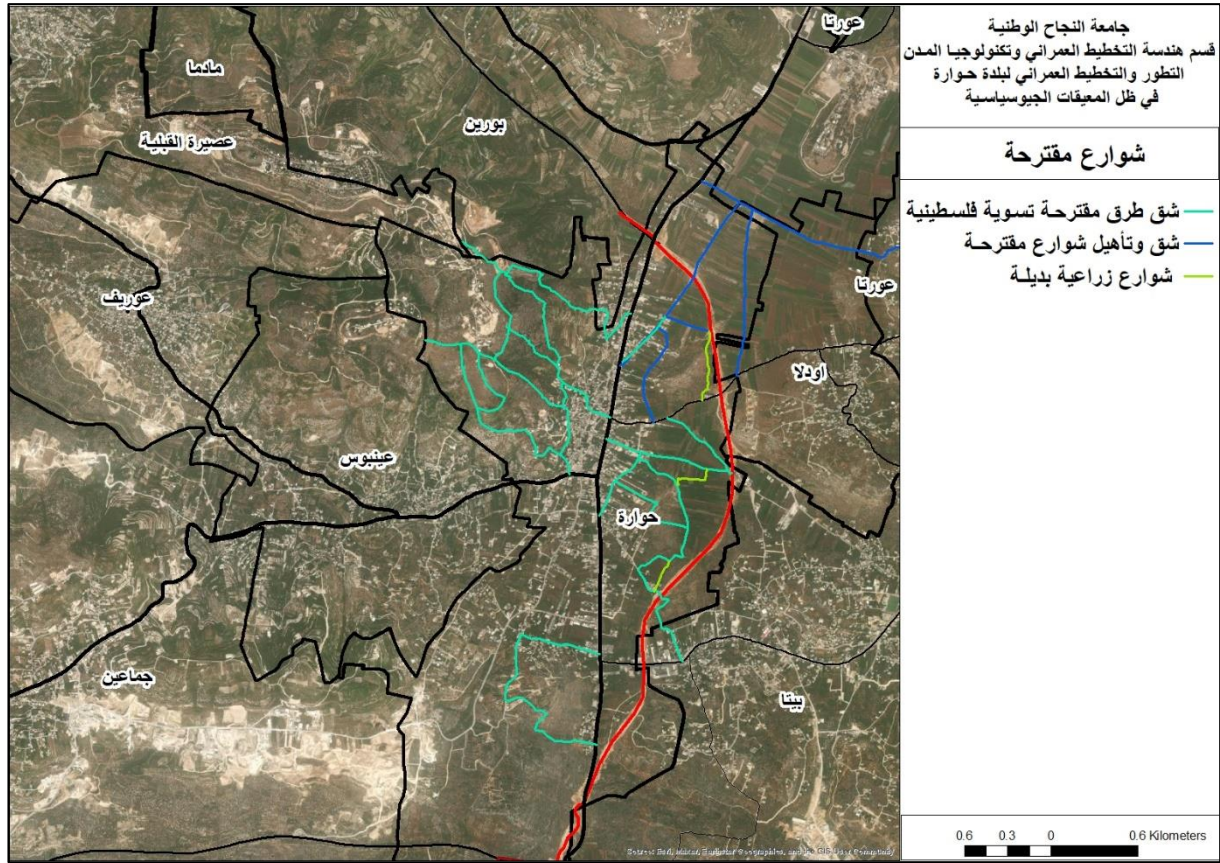 جامعة النجاح الوطنية
قسم هندسة التخطيط العمراني وتكنولوجيا المدن
التطور والتخطيط العمراني لبلدة حوارة
في ظل المعيقات الجيوسياسية
شوارع مقترحة
شق طرق مقترحة تسوية فلسطينية
شق وتأهيل شوارع مقترحة
شوارع زراعية بديلة
عورتا
مادما
بورين
عصيرة القبلية
عوريف
عورتا
اودلا
عينبوس
حوارة
جماعين
بيتا
0.6 0.3 0 0.6 Kilometers